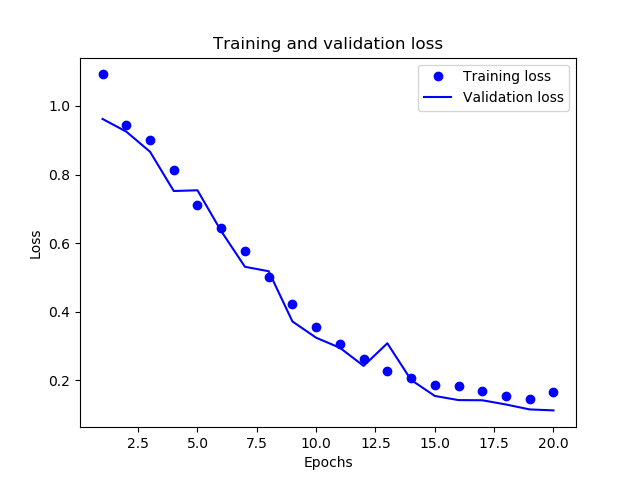 Training and validation loss
Training loss
Validation loss
Loss
1.0
0.8
0.6
0.4
0.2
2.5 5.0 7.5 10.0 12.5 15.0 17.5 20.0
Epochs